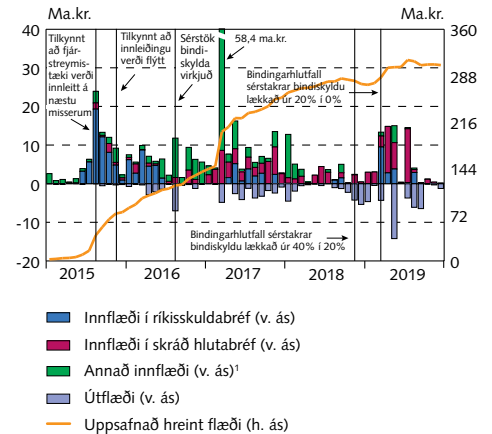 Ma.kr.
Ma.kr.
40
30
20
10
0
-10
-20
360
288
216
144
72
0
Tilkynnt
að fjár-
streymis-
tæki verði
innleitt á
næstu
misserum
Tilkynnt að
innleiðingu
verði flýtt
Sérstök
bindi-
skylda
virkjuð
58,4 ma.kr.
Bindingarhlutfall
sérstakrar bindiskyldu
lækkað úr 20% í 0%
Bindingarhlutfall sérstakrar
bindiskyldu lækkað úr 40% í 20%
2015
2016
2017
2018
2019
Innflæði í ríkisskuldabréf (v. ás)
Innflæði í skráð hlutabréf (v. ás)
Annað innflæði (v. ás)¹
Útflæði (v. ás)
Uppsafnað hreint flæði (h. ás)